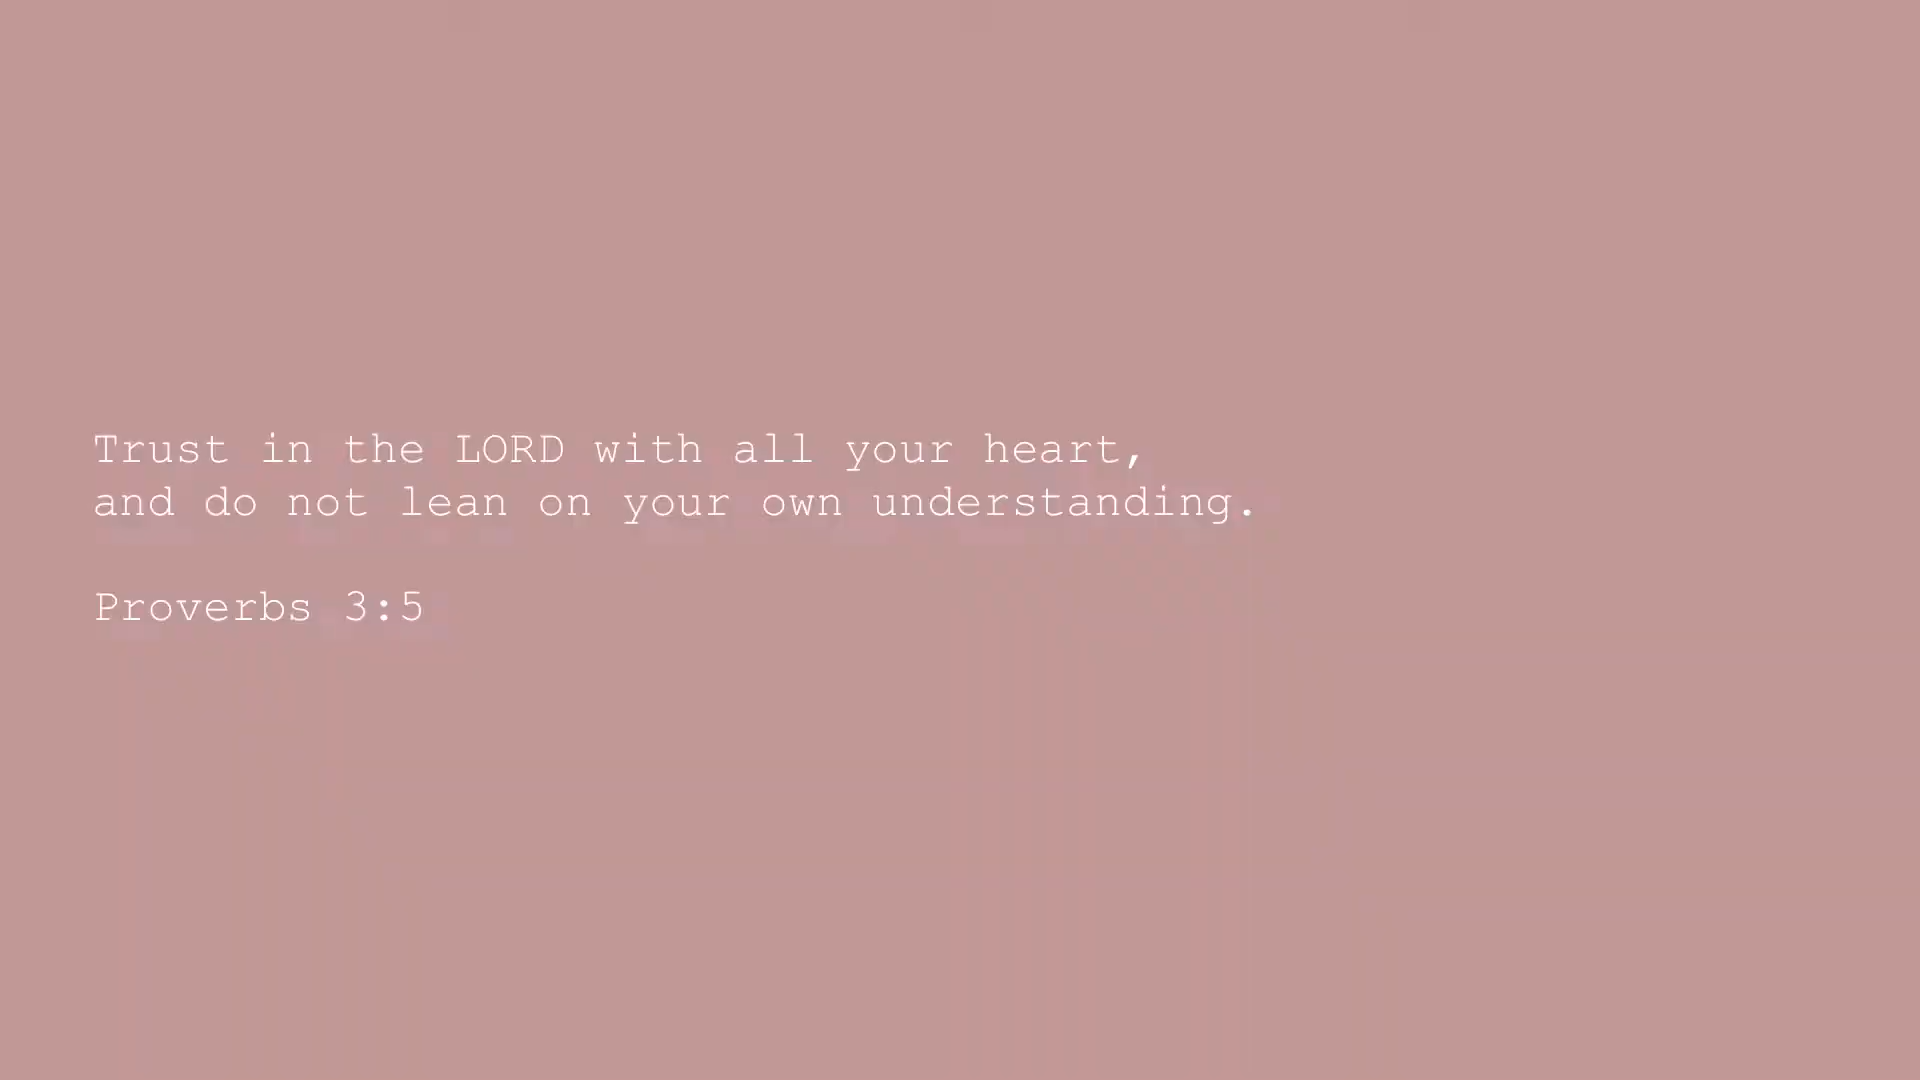 Trust in the LORD with all your heart,
and do not lean on your own understanding.
Proverbs 3:5